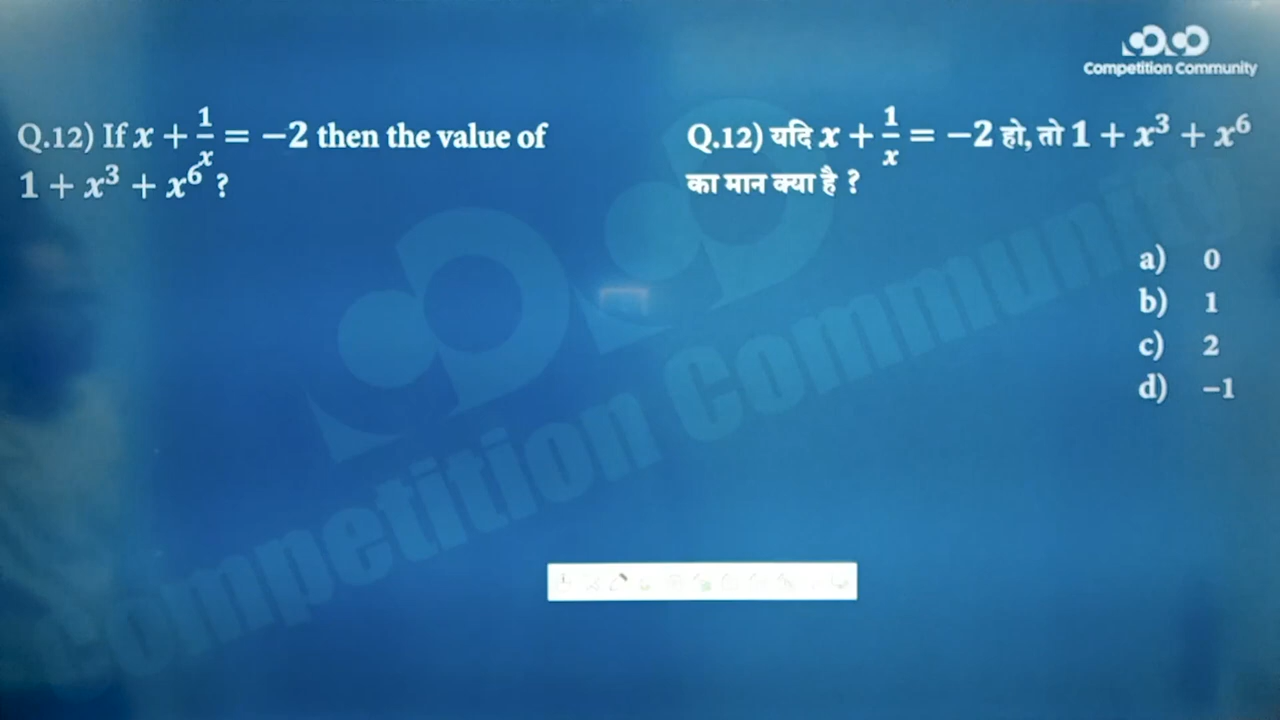 Competition Community
Q.12) If x + 1/x = −2 then the value of
1 + x³ + x⁶ ?
Q.12) यदि x + 1/x = −2 हो, तो 1 + x³ + x⁶
का मान क्या है ?
a) 0
b) 1
c) 2
d) −1
Competition Community